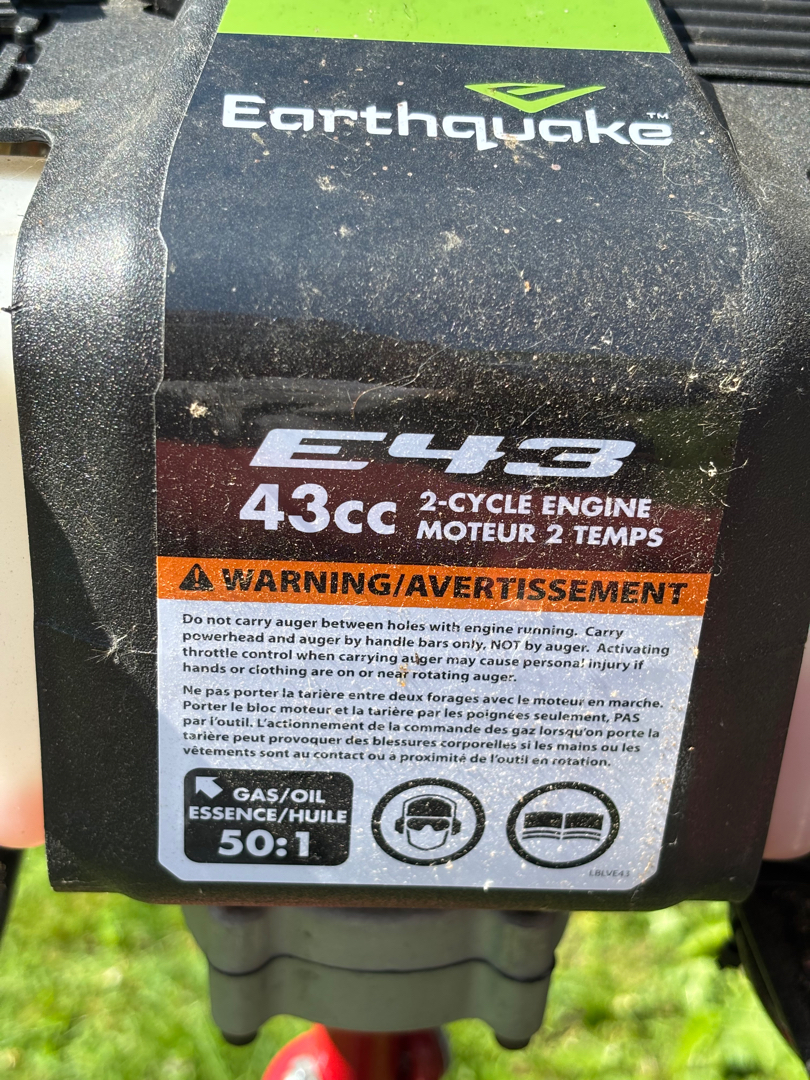 Earthquake™
E43
43cc 2-CYCLE ENGINE
MOTEUR 2 TEMPS
WARNING/AVERTISSEMENT
Do not carry auger between holes with engine running. Carry
powerhead and auger by handle bars only, NOT by auger. Activating
throttle control when carrying auger may cause personal injury if
hands or clothing are on or near rotating auger.
Ne pas porter la tarière entre deux forages avec le moteur en marche.
Porter le bloc moteur et la tarière par les poignées seulement, PAS
par l'outil. L'actionnement de la commande des gaz lorsqu'on porte la
tarière peut provoquer des blessures corporelles si les mains ou les
vêtements sont au contact ou à proximité de l'outil en rotation.
GAS/OIL
ESSENCE/HUILE
50:1
LBLVE43